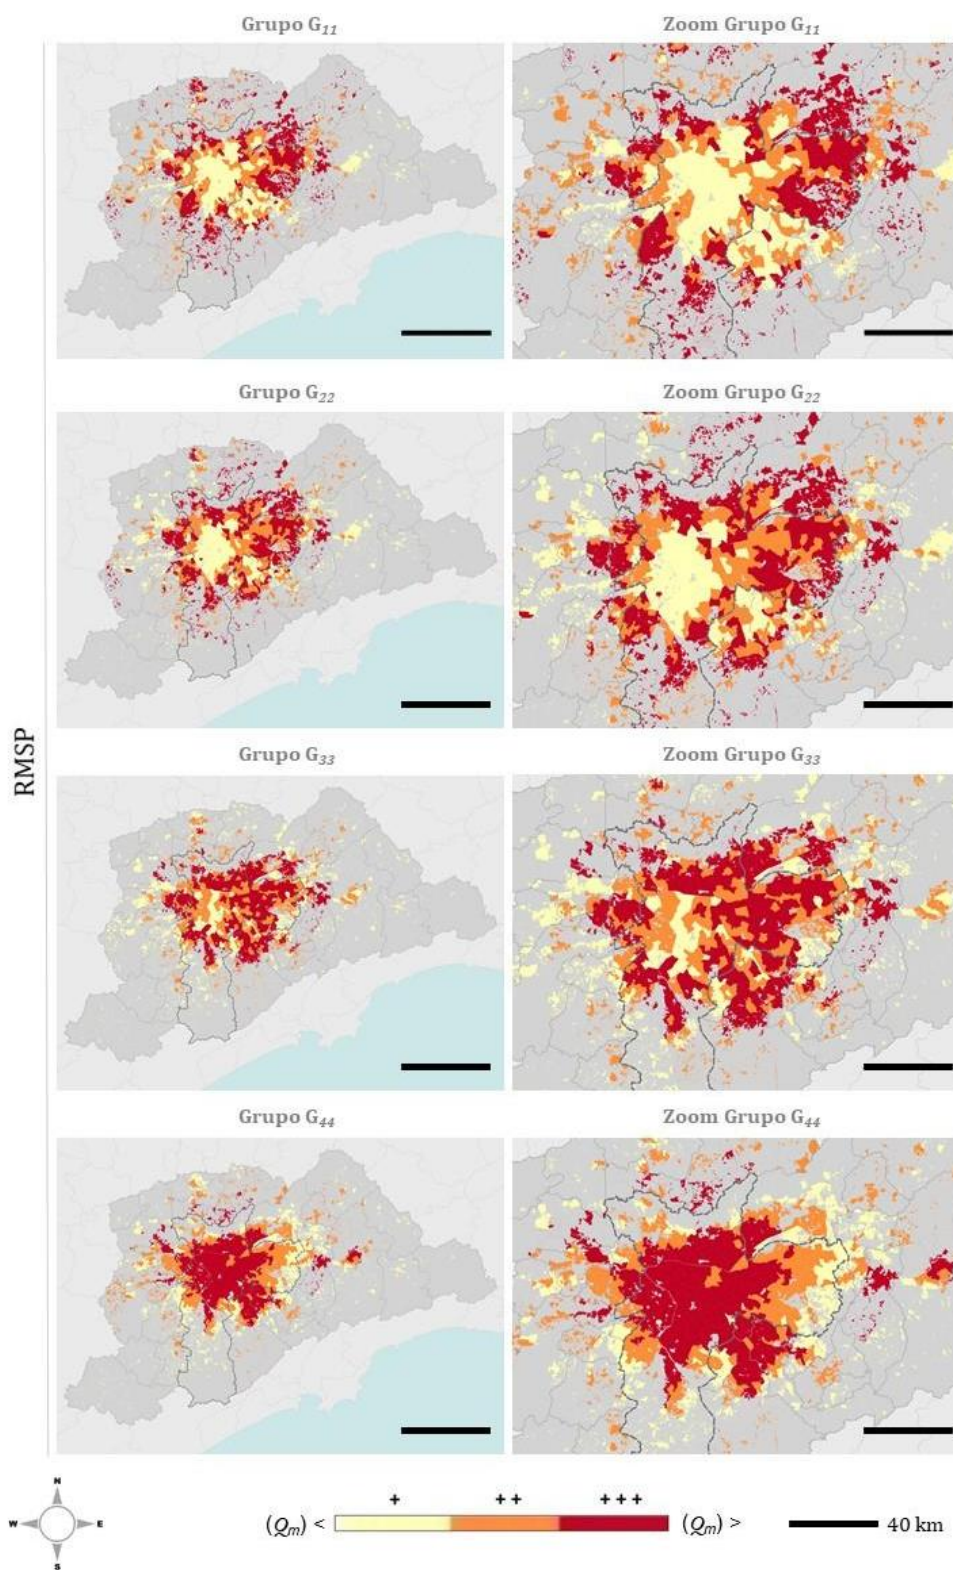 Grupo G11
Zoom Grupo G11
Grupo G22
Zoom Grupo G22
RMSP
Grupo G33
Zoom Grupo G33
Grupo G44
Zoom Grupo G44
N
W
E
S
+
++
+++
(Qm) <
(Qm) >
40 km